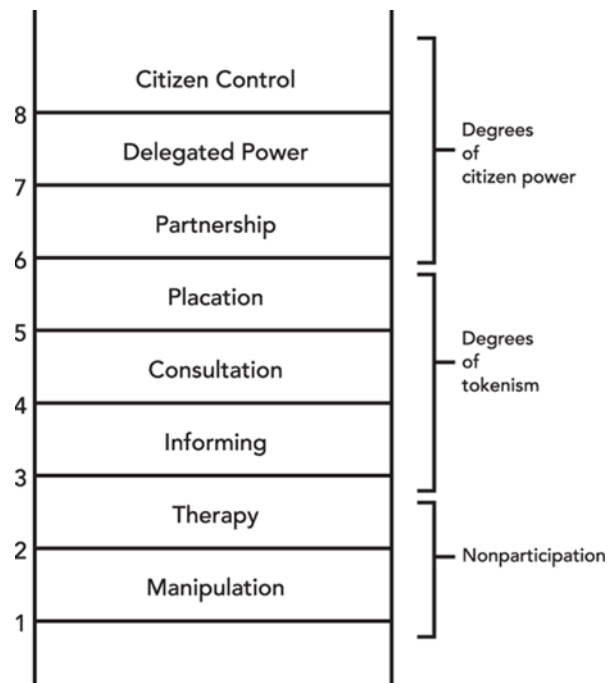 Citizen Control
8
Delegated Power
7
Partnership
6
Placation
5
Consultation
4
Informing
3
Therapy
2
Manipulation
1
Degrees
of
citizen power
Degrees
of
tokenism
Nonparticipation